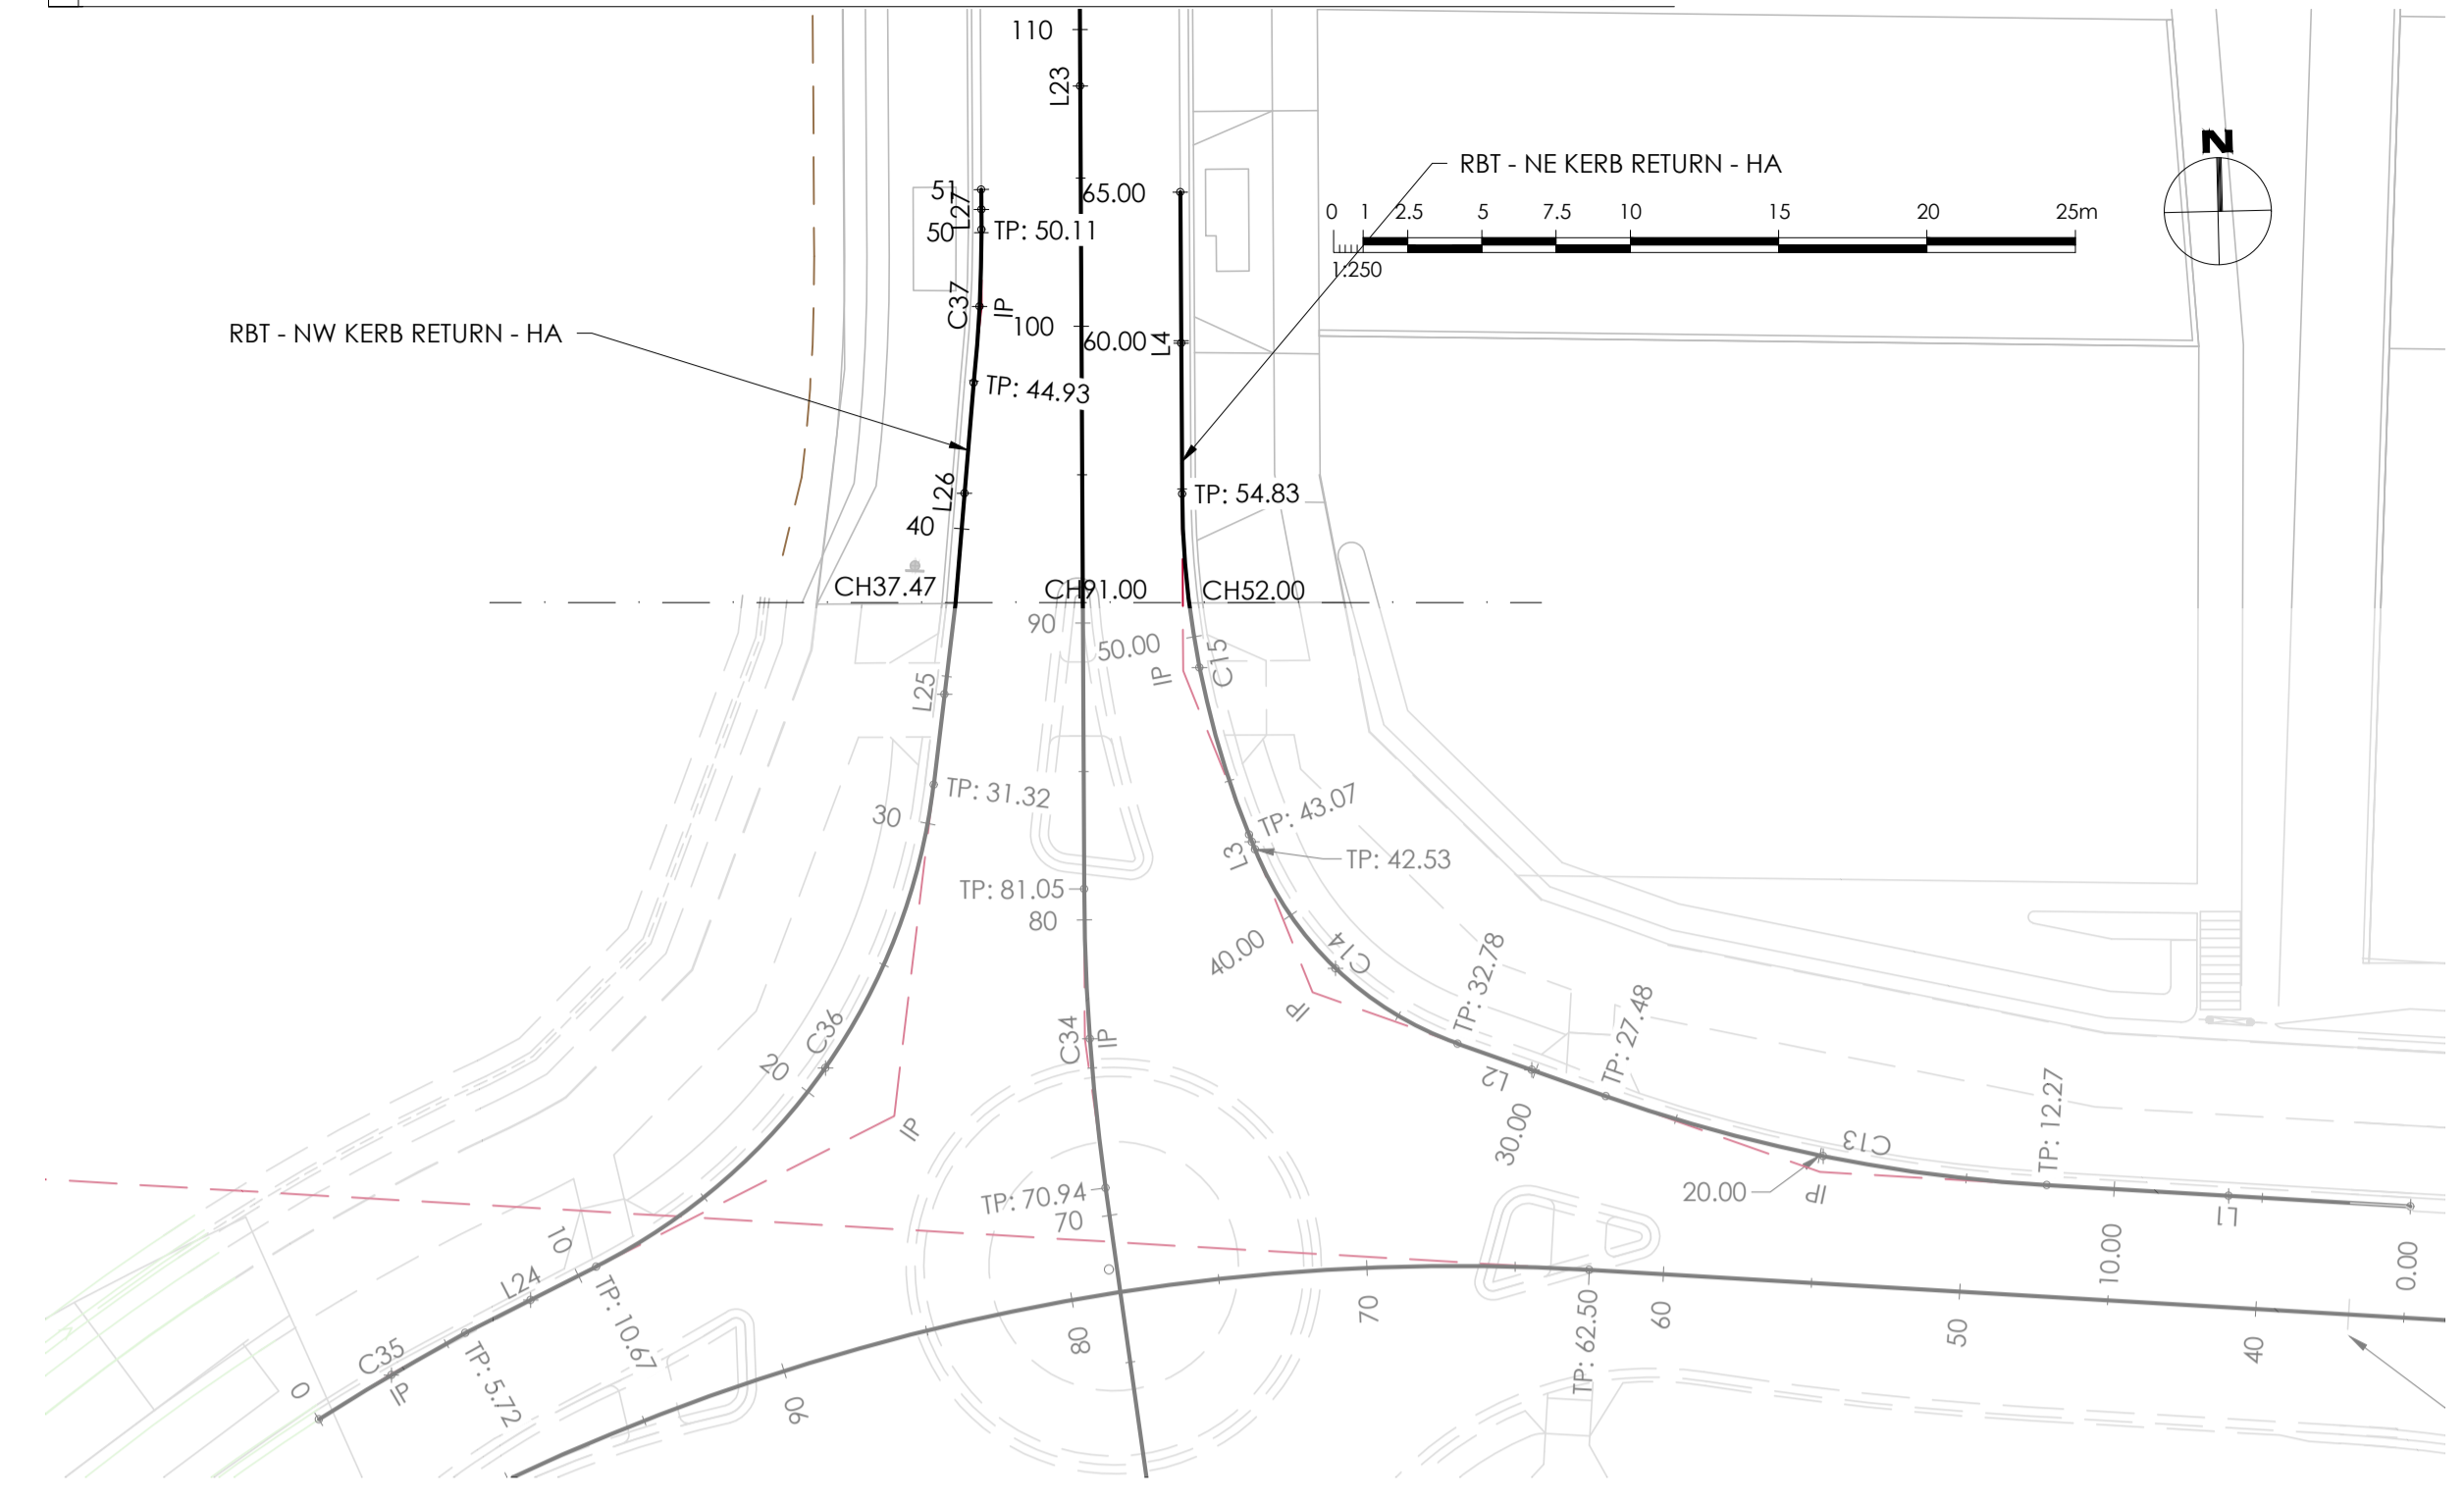 110
L23
N
RBT - NE KERB RETURN - HA
51
L27
65.00
0 1 2.5 5 7.5 10 15 20 25m
50
TP: 50.11
1:250
C37
IP
100
RBT - NW KERB RETURN - HA
60.00
L4
TP: 44.93
L26
TP: 54.83
40
CH37.47
CH91.00
CH52.00
90
50.00
C15
IP
L25
TP: 31.32
30
TP: 43.07
L3
TP: 42.53
TP: 81.05
80
40.00
C14
IP
TP: 32.78
TP: 27.48
C36
20
C34
IP
L2
30.00
IP
C13
TP: 12.27
20.00
IP
TP: 70.94
70
L1
10
L24
10.00
0.00
TP: 10.67
TP: 62.50
60
50
40
70
80
C35
IP
0
TP: 5.72
90